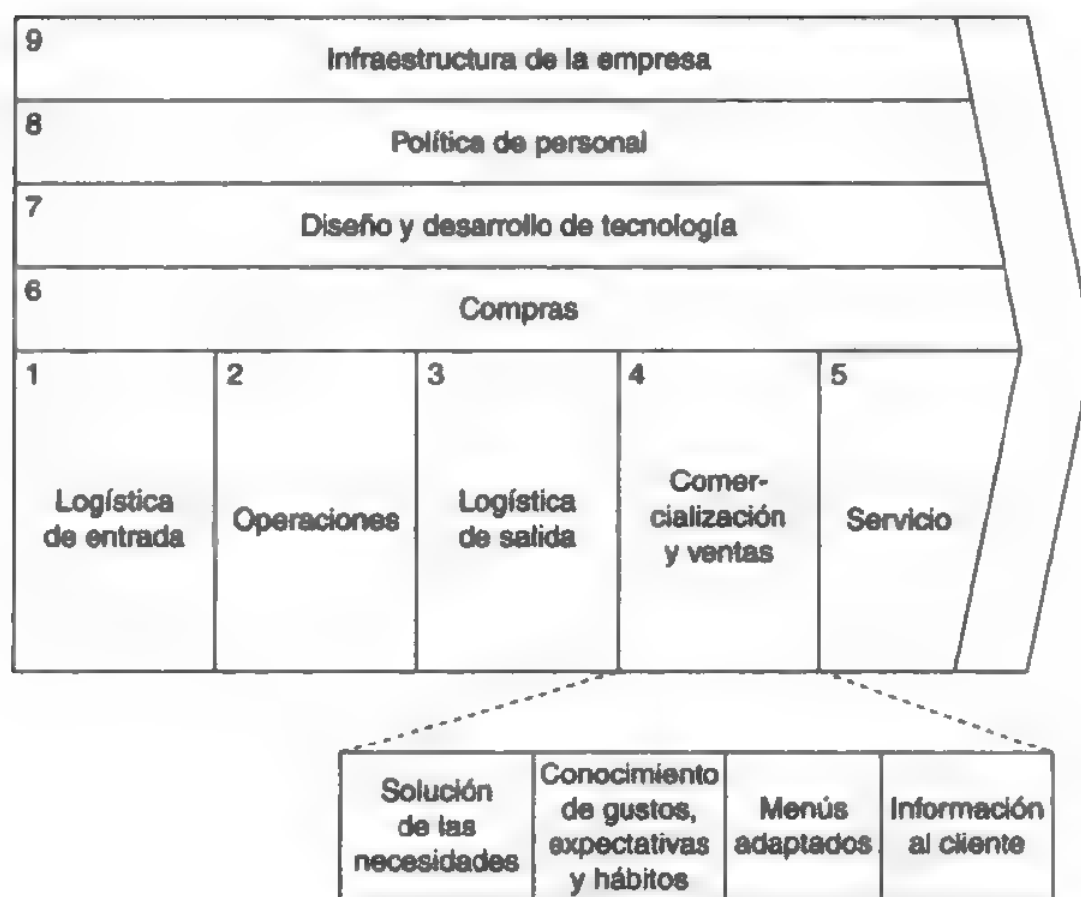 9
Infraestructura de la empresa
8
Política de personal
7
Diseño y desarrollo de tecnología
6
Compras
1
Logística
de entrada
2
Operaciones
3
Logística
de salida
4
Comer-
cialización
y ventas
5
Servicio
Solución
de las
necesidades
Conocimiento
de gustos,
expectativas
y hábitos
Menús
adaptados
Información
al cliente